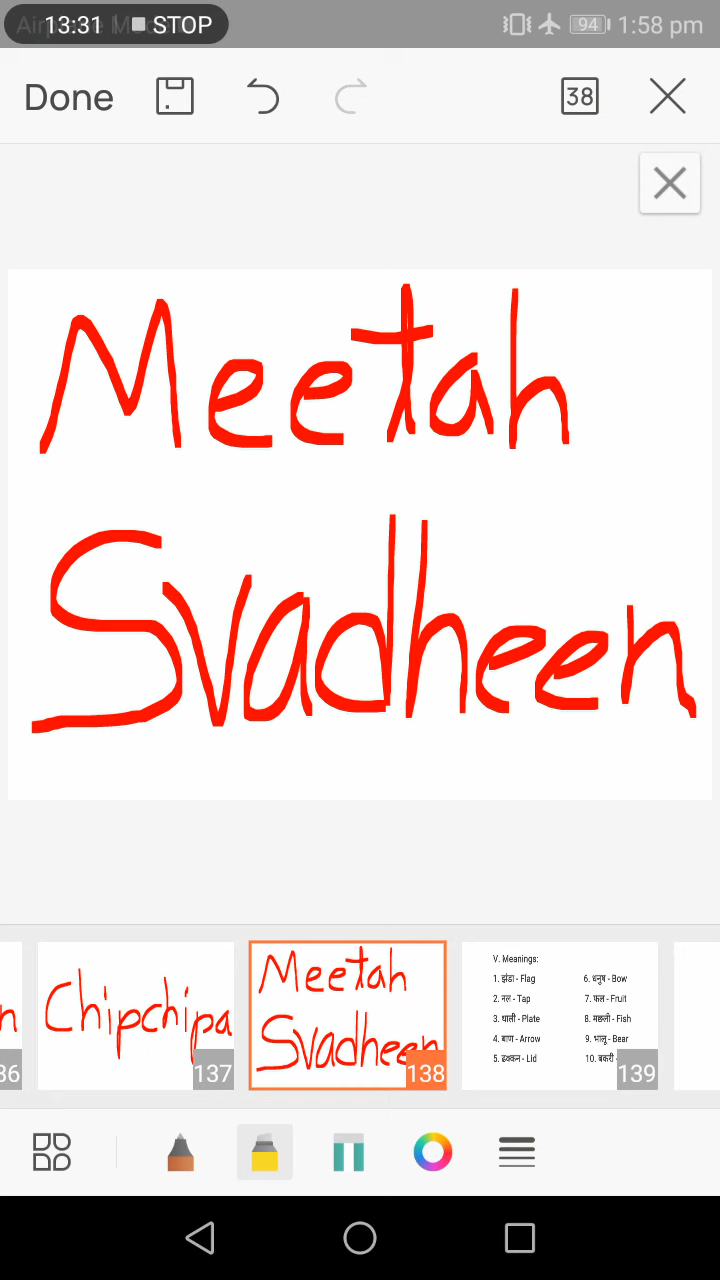 13:31 STOP 94 1:58 pm
Done 38
Meetah
Svadheen
Chipchipa
137
Meetah
Svadheen
138
V. Meanings:
1. झंडा - Flag
2. नल - Tap
3. थाली - Plate
4. बाण - Arrow
5. ढक्कन - Lid
6. धनुष - Bow
7. फल - Fruit
8. मछली - Fish
9. भालू - Bear
10. बकरी -
139